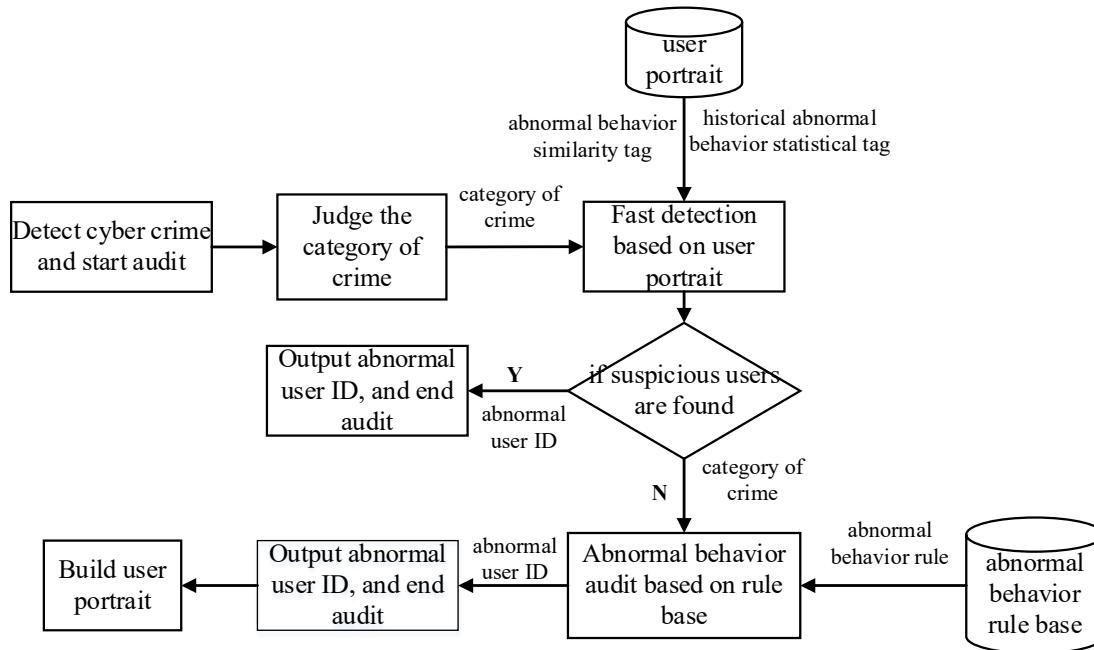 user
portrait
abnormal behavior
similarity tag
historical abnormal
behavior statistical tag
Detect cyber crime
and start audit
Judge the
category of
crime
category of
crime
Fast detection
based on user
portrait
Output abnormal
user ID, and end
audit
Y
abnormal
user ID
if suspicious users
are found
N
category of
crime
Build user
portrait
Output abnormal
user ID, and end
audit
abnormal
user ID
Abnormal behavior
audit based on rule
base
abnormal
behavior rule
abnormal
behavior
rule base